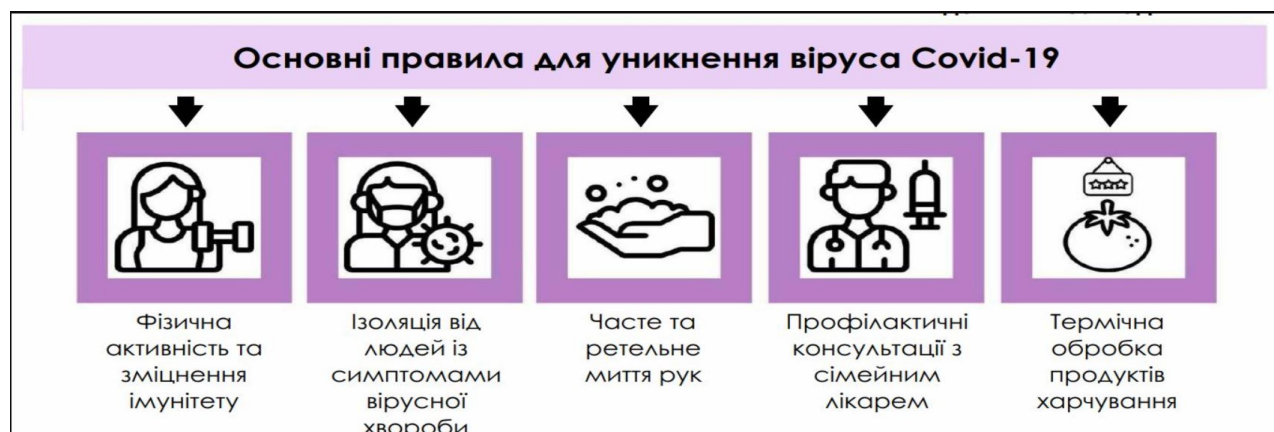 Основні правила для уникнення віруса Covid-19
Фізична
активність та
зміцнення
імунітету
Ізоляція від
людей із
симптомами
вірусної
хвороби
Часте та
ретельне
миття рук
Профілактичні
консультації з
сімейним
лікарем
Термічна
обробка
продуктів
харчування